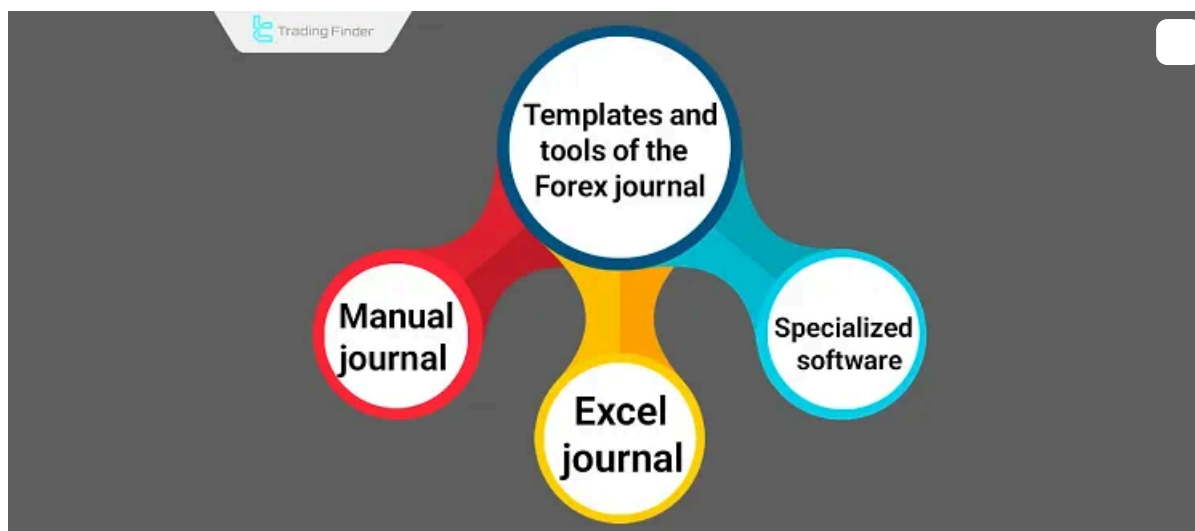 Trading Finder
Templates and
tools of the
Forex journal
Manual
journal
Excel
journal
Specialized
software